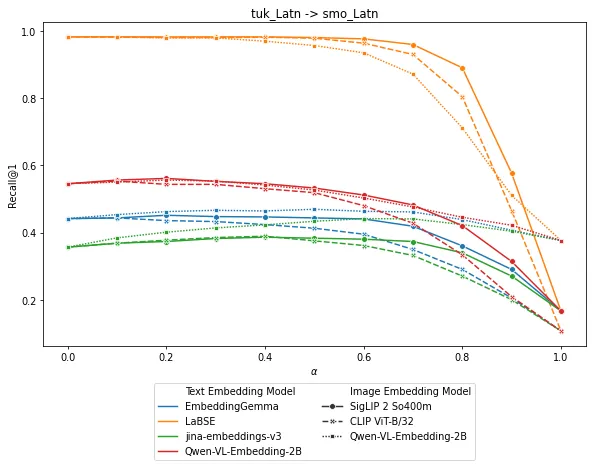 tuk_Latn -> smo_Latn
Recall@1
1.0
0.8
0.6
0.4
0.2
0.0 0.2 0.4 0.6 0.8 1.0
α
Text Embedding Model
EmbeddingGemma
LaBSE
jina-embeddings-v3
Qwen-VL-Embedding-2B
Image Embedding Model
SigLIP 2 So400m
CLIP ViT-B/32
Qwen-VL-Embedding-2B